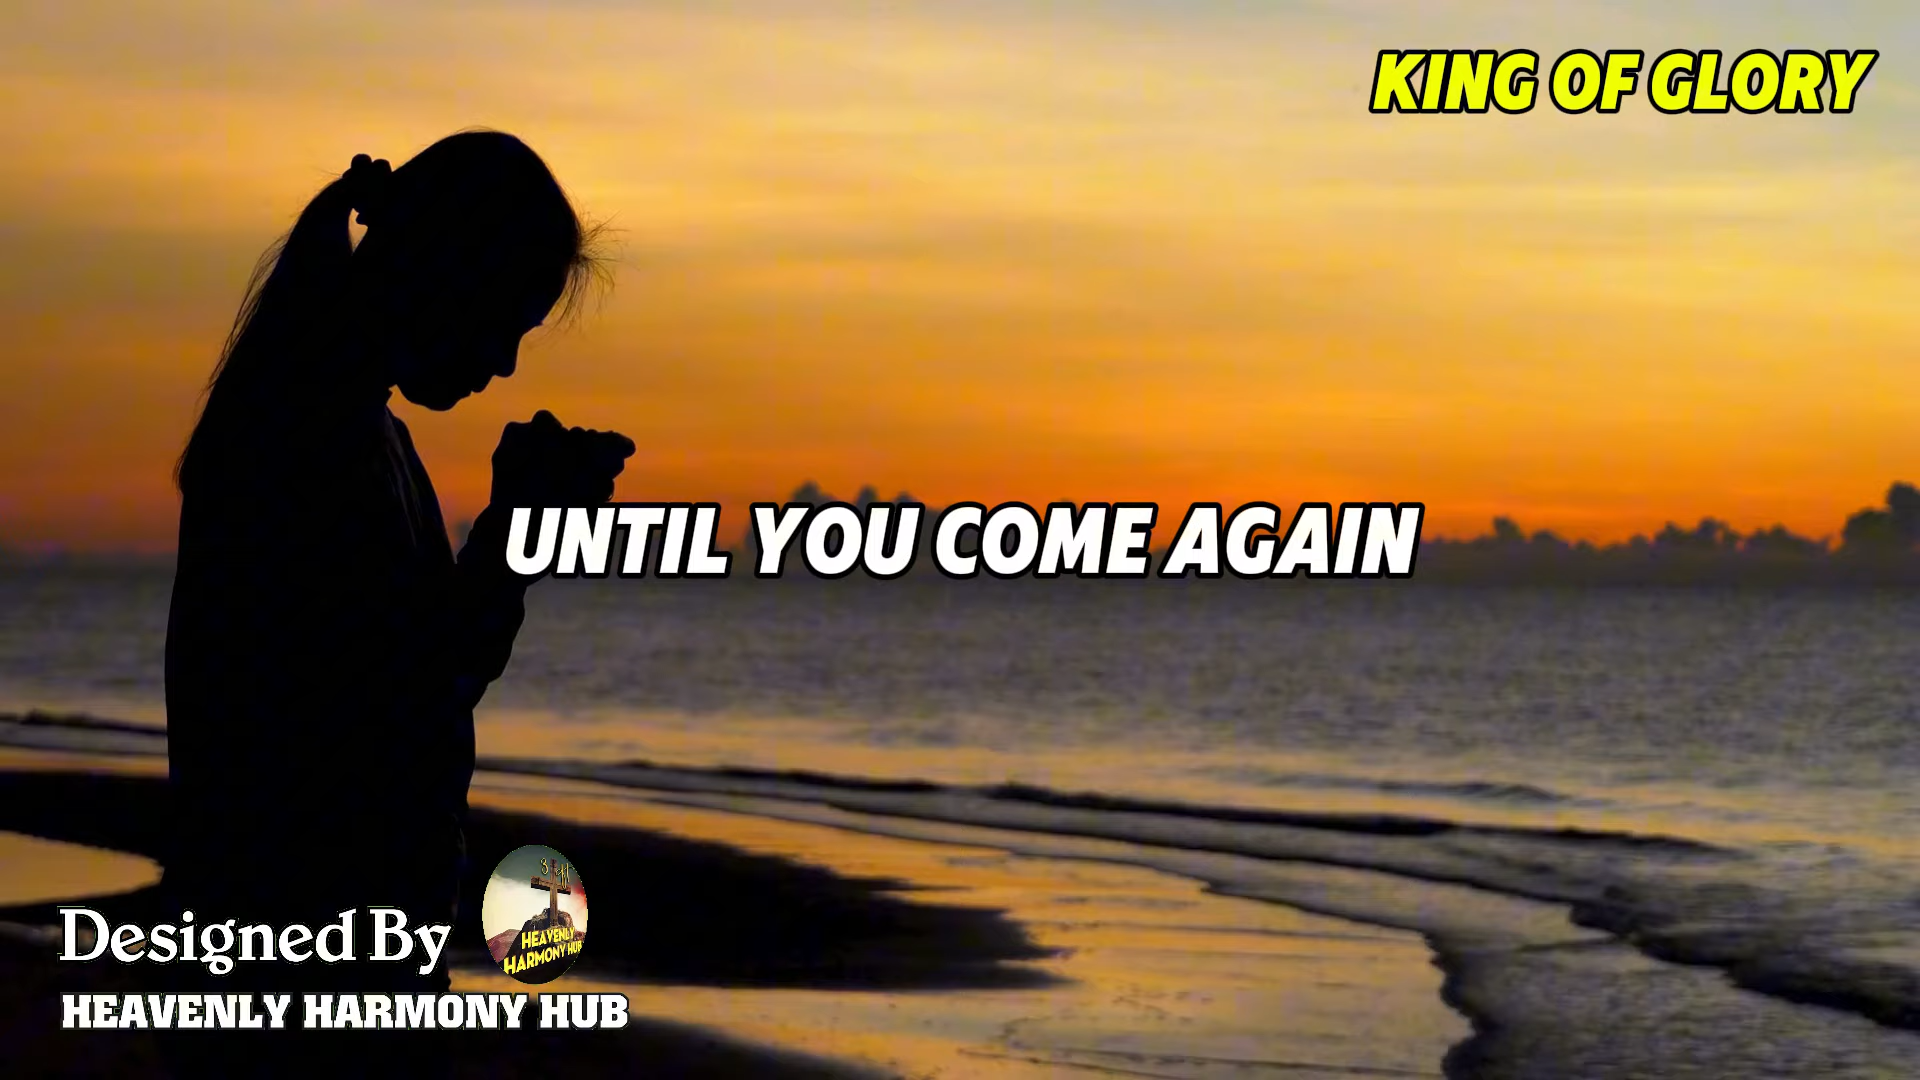 KING OF GLORY
UNTIL YOU COME AGAIN
Designed By
HEAVENLY
HARMONY HUB
HEAVENLY HARMONY HUB